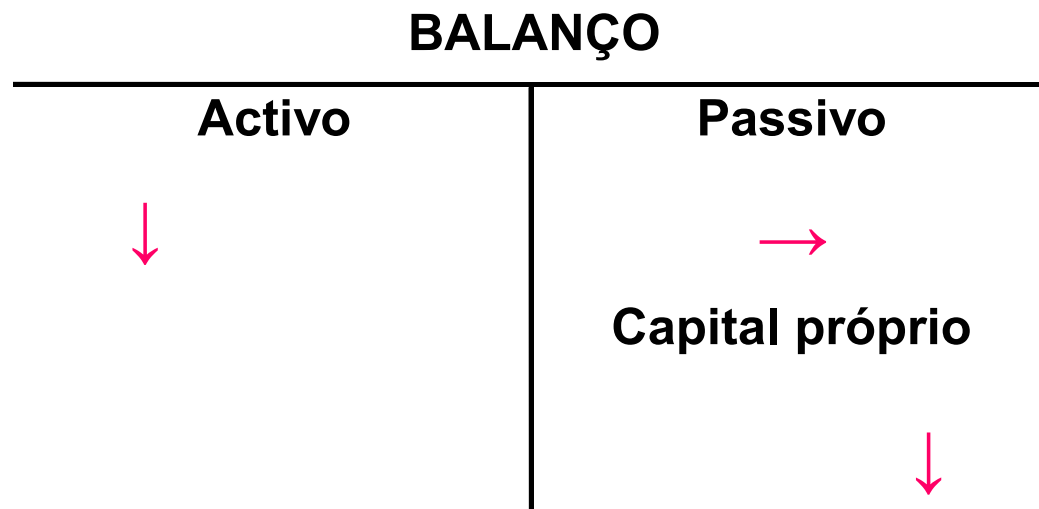 BALANÇO
Activo
Passivo
↓
→
Capital próprio
↓